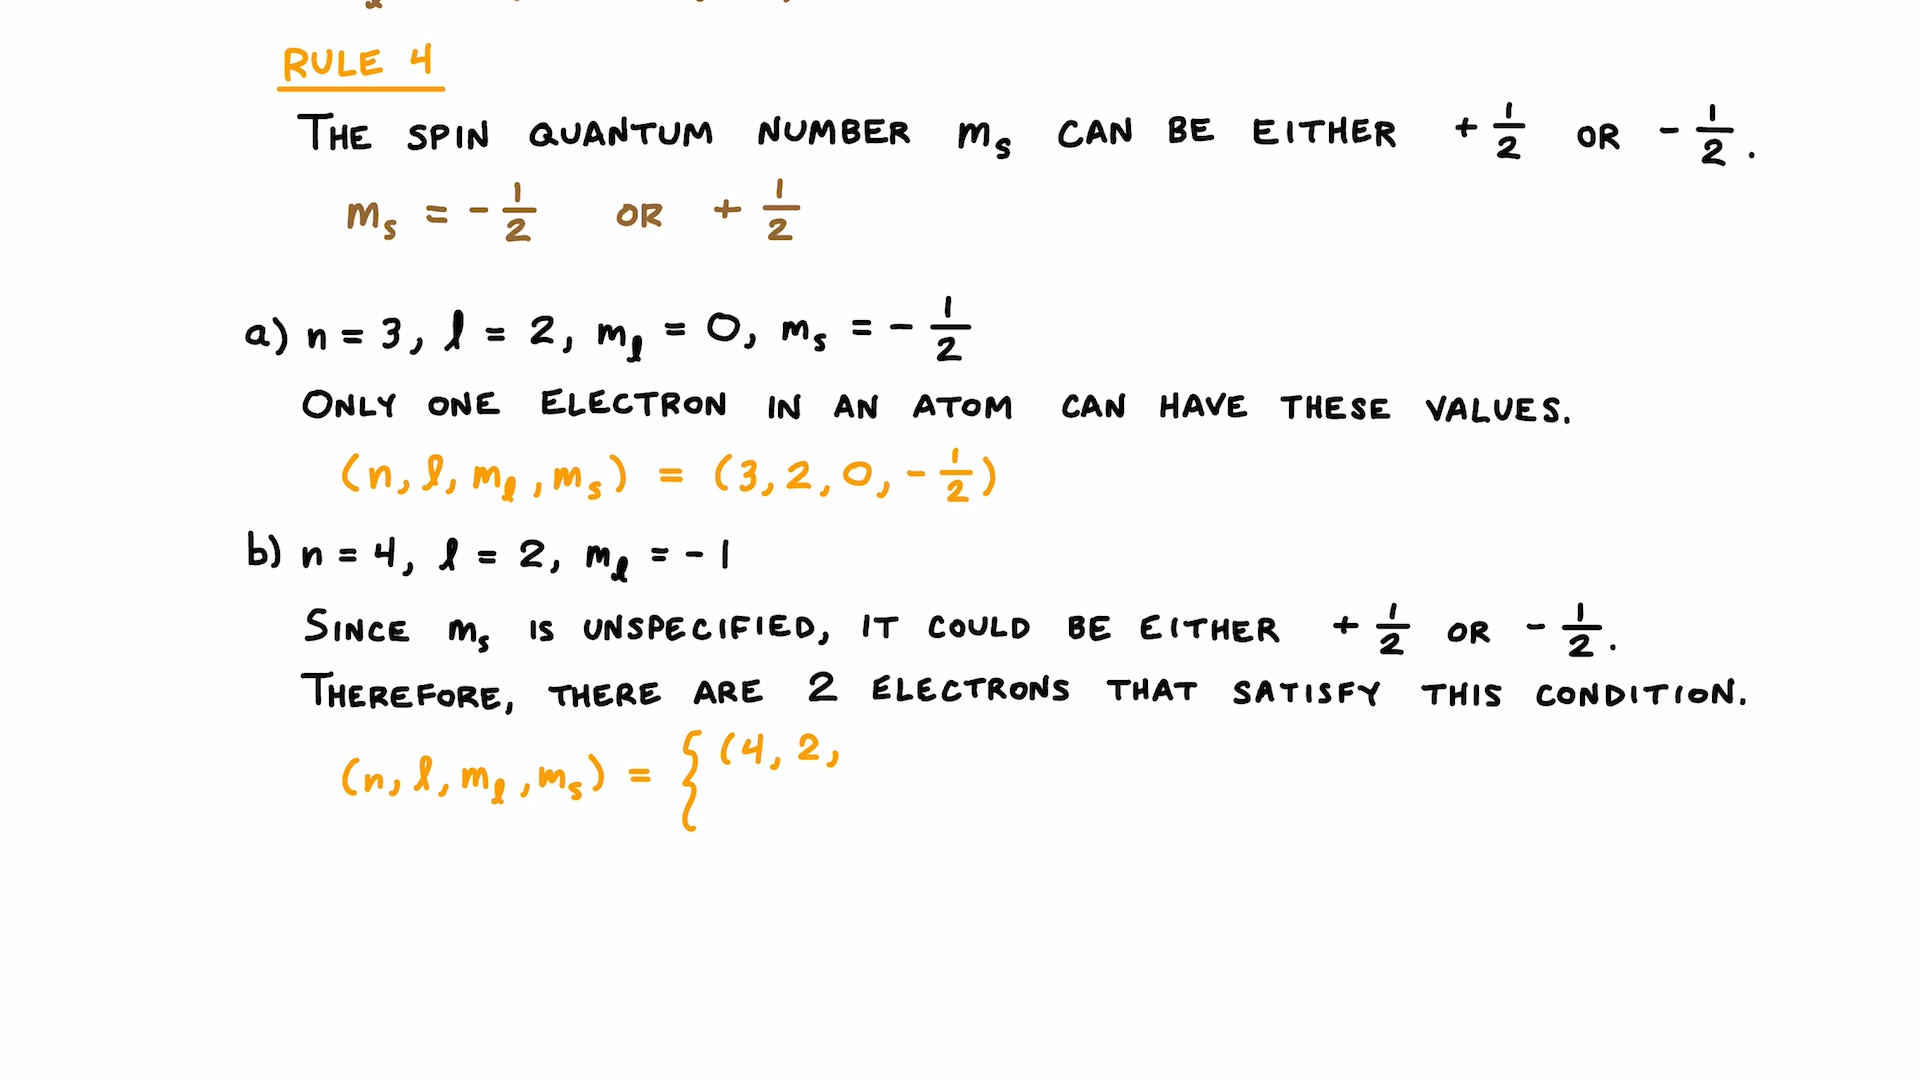 RULE 4
THE SPIN QUANTUM NUMBER mₛ CAN BE EITHER +1/2 OR -1/2.
mₛ = -1/2 OR +1/2
a) n = 3, l = 2, mₗ = 0, mₛ = -1/2
ONLY ONE ELECTRON IN AN ATOM CAN HAVE THESE VALUES.
(n, l, mₗ, mₛ) = (3, 2, 0, -1/2)
b) n = 4, l = 2, mₗ = -1
SINCE mₛ IS UNSPECIFIED, IT COULD BE EITHER +1/2 OR -1/2.
THEREFORE, THERE ARE 2 ELECTRONS THAT SATISFY THIS CONDITION.
(n, l, mₗ, mₛ) = { (4, 2,